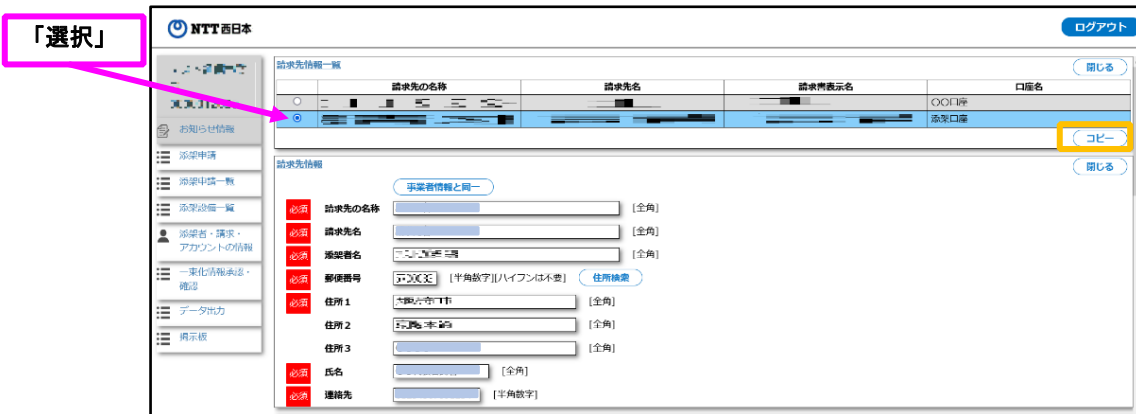 「選択」
NTT西日本
ログアウト
お知らせ情報
添架申請
添架申請一覧
添架設備一覧
添架者・請求・
アカウントの情報
一束化情報承認・
確認
データ出力
掲示板
請求先情報一覧
閉じる
請求先の名称 請求先名 請求書表示名 口座名
〇〇口座
添架口座
コピー
請求先情報
閉じる
事業者情報と同一
必須 請求先の名称 [全角]
必須 請求先名 [全角]
必須 添架者名 [全角]
必須 郵便番号 [半角数字][ハイフンは不要] 住所検索
必須 住所1 [全角]
住所2 [全角]
住所3 [全角]
必須 氏名 [全角]
必須 連絡先 [半角数字]